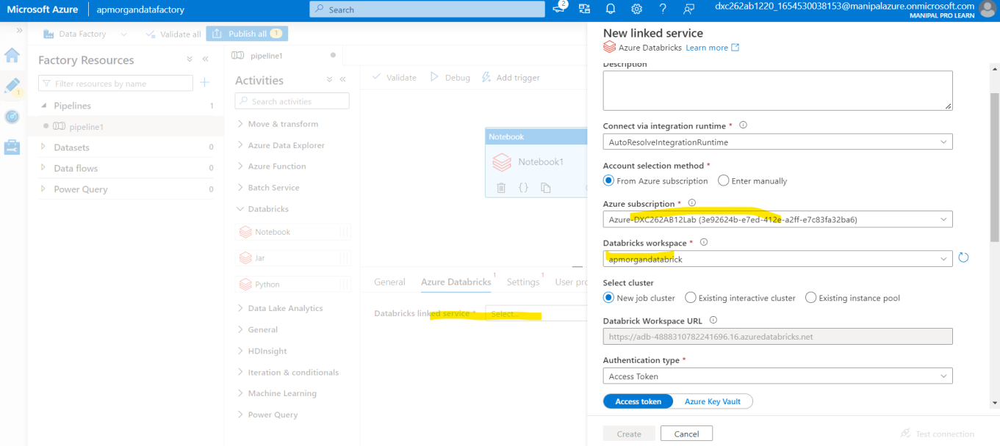 Microsoft Azure
apmorgandatafactory
Search
2
dxc262ab1220_1654530038153@manipalazure.onmicrosoft.com
MANIPAL PRO LEARN
Data Factory
Validate all
Publish all 1
1
Factory Resources
Filter resources by name
Pipelines 1
pipeline1
Datasets 0
Data flows 0
Power Query 0
pipeline1
Activities
Search activities
Move & transform
Azure Data Explorer
Azure Function
Batch Service
Databricks
Notebook
Jar
Python
Data Lake Analytics
General
HDInsight
Iteration & conditionals
Machine Learning
Power Query
Validate
Debug
Add trigger
Notebook
Notebook1
{}
General
Azure Databricks 1
Settings 1
User pro
Databricks linked service *
Select...
New linked service
Azure Databricks Learn more
Description
Connect via integration runtime *
AutoResolveIntegrationRuntime
Account selection method *
From Azure subscription
Enter manually
Azure subscription *
Azure-DXC262AB12Lab (3e92624b-e7ed-412e-a2ff-e7c83fa32ba6)
Databricks workspace *
apmorgandatabrick
Select cluster
New job cluster
Existing interactive cluster
Existing instance pool
Databrick Workspace URL
https://adb-4888310782241696.16.azuredatabricks.net
Authentication type *
Access Token
Access token
Azure Key Vault
Create
Cancel
Test connection